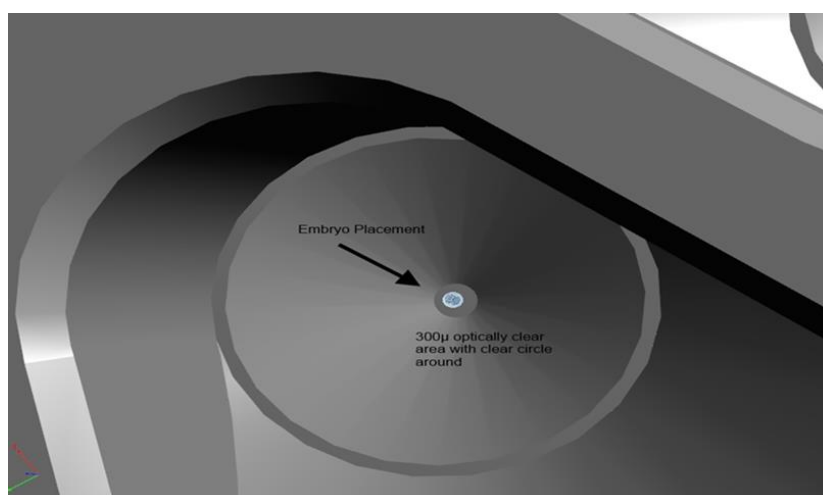 Embryo Placement
300µ optically clear
area with clear circle
around